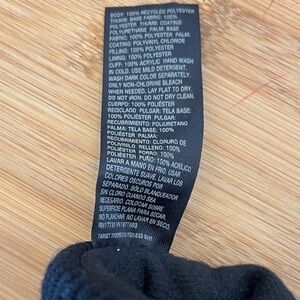 BODY: 100% RECYCLED POLYESTER
THUMB: BASE FABRIC: 100%
POLYESTER THUMB: COATING:
POLYURETHANE PALM: BASE
FABRIC: 100% POLYESTER PALM:
COATING: POLYVINYL CHLORIDE
FILLING: 100% POLYESTER
LINING: 100% POLYESTER
CUFF: 100% ACRYLIC HAND WASH
IN COLD. USE MILD DETERGENT.
WASH DARK COLOR SEPARATELY.
ONLY NON-CHLORINE BLEACH
WHEN NEEDED. LAY FLAT TO DRY.
DO NOT IRON. DO NOT DRY CLEAN
CUERPO: 100% POLIÉSTER
RECICLADO PULGAR: TELA BASE:
100% POLIÉSTER PULGAR:
RECUBRIMIENTO: POLIURETANO
PALMA: TELA BASE: 100%
POLIÉSTER PALMA:
RECUBRIMIENTO: CLORURO DE
POLIVINILO RELLENO: 100%
POLIÉSTER FORRO: 100%
POLIÉSTER PUÑO: 100% ACRÍLICO
LAVAR A MANO EN FRÍO. USAR
DETERGENTE SUAVE. LAVAR LOS
COLORES OSCUROS POR
SEPARADO. SÓLO BLANQUEADOR
SIN CLORO CUANDO SEA
NECESARIO. COLOCAR SOBRE
SUPERFICIE PLANA PARA SECAR.
NO PLANCHAR. NO LAVAR EN SECO.
TARGET